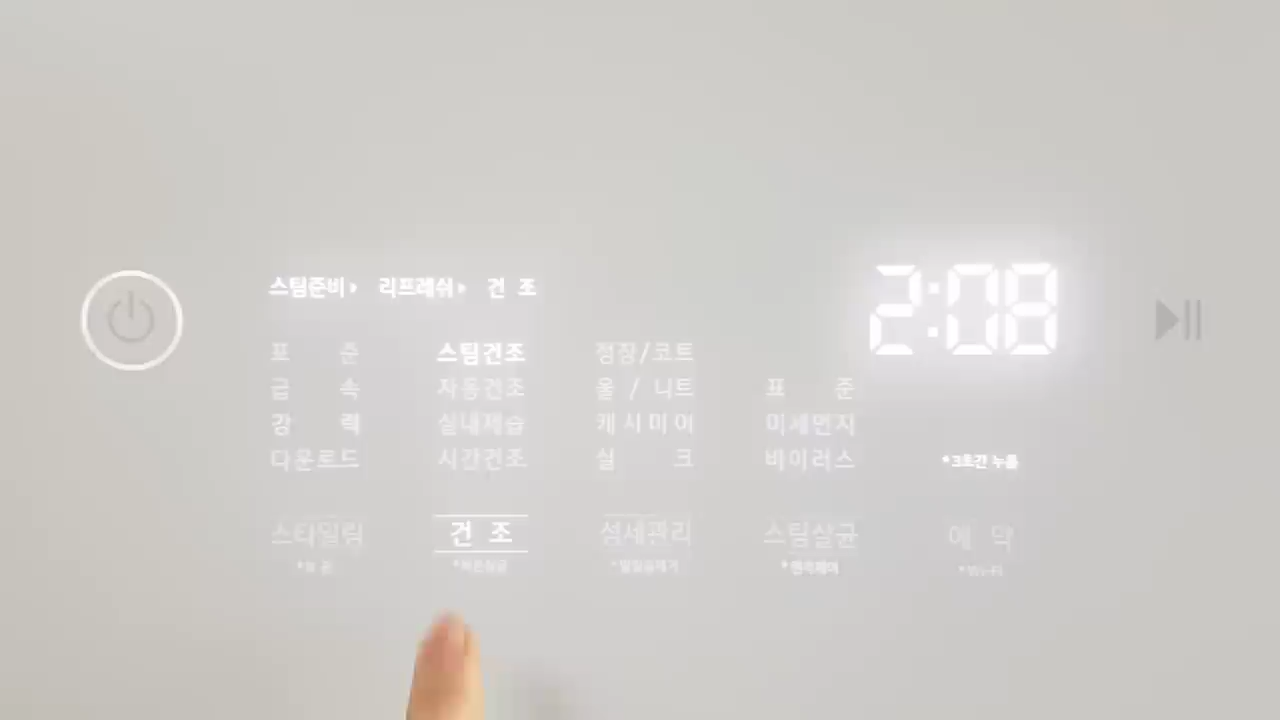 스팀준비 리프레쉬 건 조
2:08
표 준 스팀건조 정장/코트
급 속 자동건조 울 / 니트 표 준
강 력 실내제습 캐시미어 미세먼지
다운로드 시간건조 실 크 바이러스 *3초간 누름
스타일링 건 조 섬세관리 스팀살균 예 약
*Wi-Fi